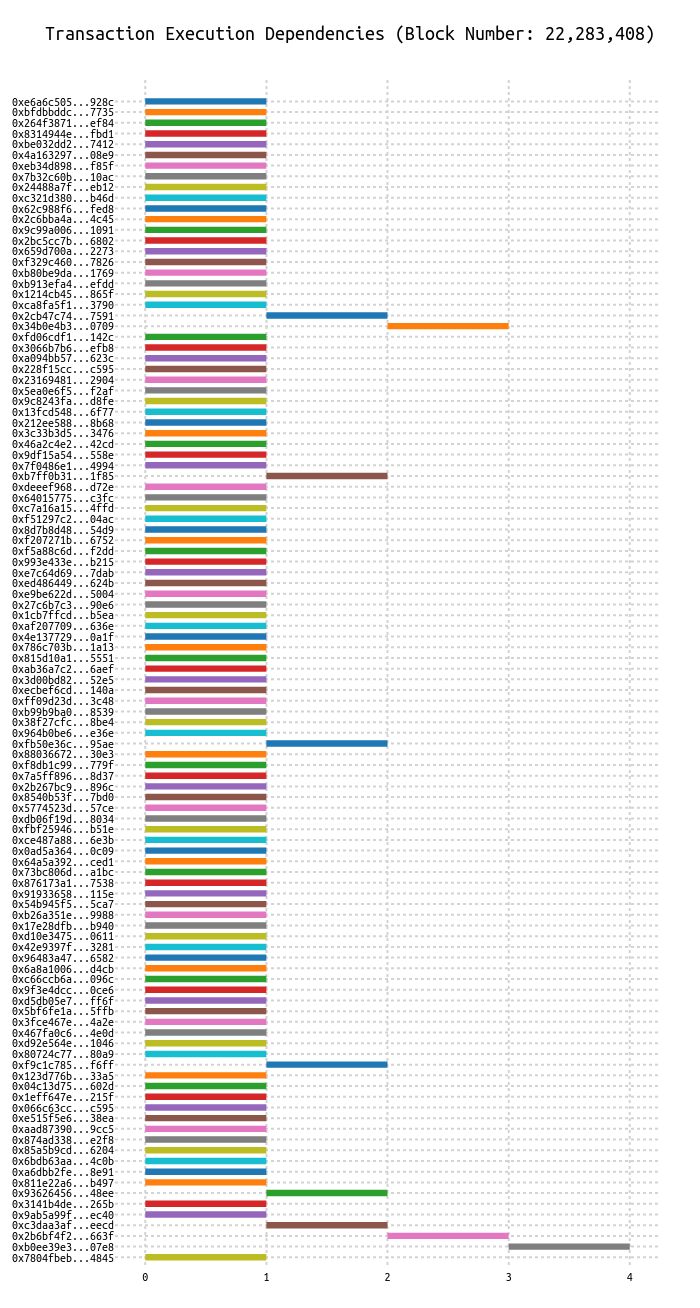 Transaction Execution Dependencies (Block Number: 22,283,408)
0xe6a6c505...928c
0xbfdbbddc...7735
0x264f3871...ef84
0x8314944e...fbd1
0xbe032dd2...7412
0x4a163297...08e9
0xeb34d898...f85f
0x7b32c60b...10ac
0x24488a7f...eb12
0xc321d380...b46d
0x62c988f6...fed8
0x2c6bba4a...4c45
0x9c99a006...1091
0x2bc5cc7b...6802
0x659d700a...2273
0xf329c460...7826
0xb80be9da...1769
0xb913efa4...efdd
0x1214cb45...865f
0xca8fa5f1...3790
0x2cb47c74...7591
0x34b0e4b3...0709
0xfd06cdf1...142c
0x3066b7b6...efb8
0xa094bb57...623c
0x228f15cc...c595
0x23169481...2904
0x5ea0e6f5...f2af
0x9c8243fa...d8fe
0x13fcd548...6f77
0x212ee588...8b68
0x3c33b3d5...3476
0x46a2c4e2...42cd
0x9df15a54...558e
0x7f0486e1...4994
0xb7ff0b31...1f85
0xdeeef968...d72e
0x64015775...c3fc
0xc7a16a15...4ffd
0xf51297c2...04ac
0x8d7b8d48...54d9
0xf207271b...6752
0xf5a88c6d...f2dd
0x993e433e...b215
0xe7c64d69...7dab
0xed486449...624b
0xe9be622d...5004
0x27c6b7c3...90e6
0x1cb7ffcd...b5ea
0xaf207709...636e
0x4e137729...0a1f
0x786c703b...1a13
0x815d10a1...5551
0xab36a7c2...6aef
0x3d00bd82...52e5
0xecbef6cd...140a
0xff09d23d...3c48
0xb99b9ba0...8539
0x38f27cfc...8be4
0x964b0be6...e36e
0xfb50e36c...95ae
0x88036672...30e3
0xf8db1c99...779f
0x7a5ff896...8d37
0x2b267bc9...896c
0x8540b53f...7bd0
0x5774523d...57ce
0xdb06f19d...8034
0xfbf25946...b51e
0xce487a88...6e3b
0x0ad5a364...0c09
0x64a5a392...ced1
0x73bc806d...a1bc
0x876173a1...7538
0x91933658...115e
0x54b945f5...5ca7
0xb26a351e...9988
0x17e28dfb...b940
0xd10e3475...0611
0x42e9397f...3281
0x96483a47...6582
0x6a8a1006...d4cb
0xc66ccb6a...096c
0x9f3e4dcc...0ce6
0xd5db05e7...ff6f
0x5bf6fe1a...5ffb
0x3fce467e...4a2e
0x467fa0c6...4e0d
0xd92e564e...1046
0x80724c77...80a9
0xf9c1c785...f6ff
0x123d776b...33a5
0x04c13d75...602d
0x1eff647e...215f
0x066c63cc...c595
0xe515f5e6...38ea
0xaad87390...9cc5
0x874ad338...e2f8
0x85a5b9cd...6204
0x6bdb63aa...4c0b
0xa6dbb2fe...8e91
0x811e22a6...b497
0x93626456...48ee
0x3141b4de...265b
0x9ab5a99f...ec40
0xc3daa3af...eecd
0x2b6bf4f2...663f
0xb0ee39e3...07e8
0x7804fbeb...4845
0 1 2 3 4